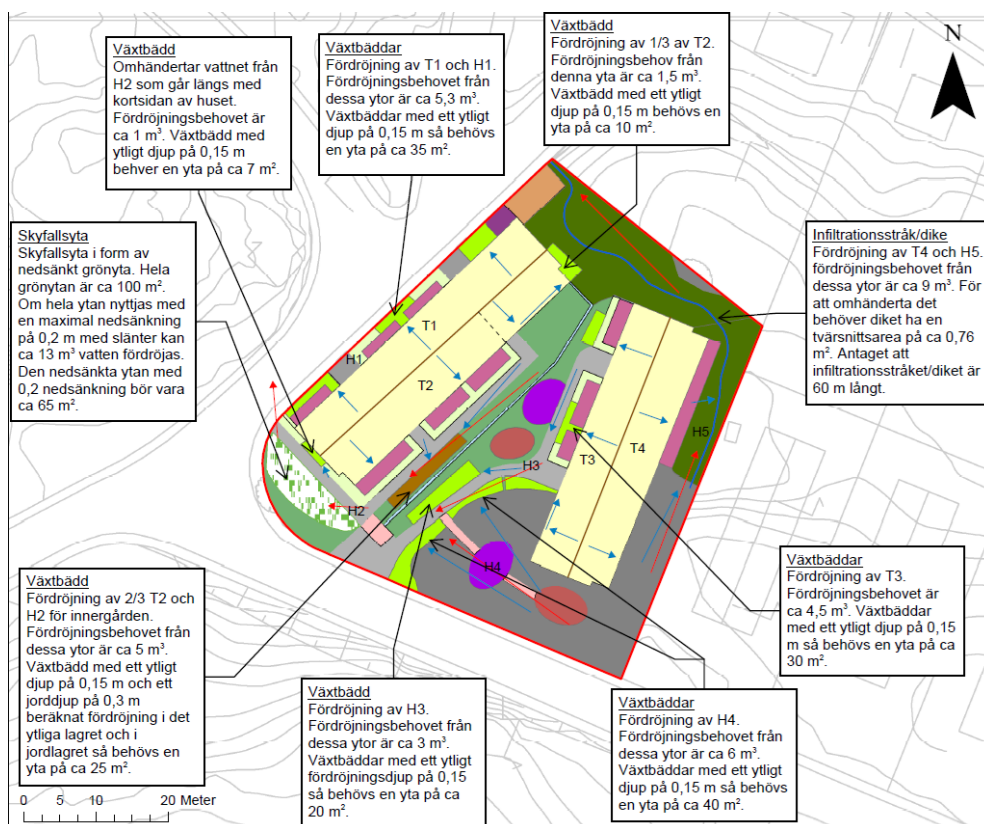 Växtbädd
Omhändertar vattnet från
H2 som går längs med
kortsidan av huset.
Fördröjningsbehovet är
ca 1 m³. Växtbädd med
ytligt djup på 0,15 m
behver en yta på ca 7 m².
Växtbäddar
Fördröjning av T1 och H1.
Fördröjningsbehovet från
dessa ytor är ca 5,3 m³.
Växtbäddar med ett ytligt
djup på 0,15 m så behövs
en yta på ca 35 m².
Växtbädd
Fördröjning av 1/3 av T2.
Fördröjningsbehov från
denna yta är ca 1,5 m³.
Växtbädd med ett ytligt
djup på 0,15 m behövs en
yta på ca 10 m².
N
Skyfallsyta
Skyfallsyta i form av
nedsänkt grönyta. Hela
grönytan är ca 100 m².
Om hela ytan nyttjas med
en maximal nedsänkning
på 0,2 m med slänter kan
ca 13 m³ vatten fördröjas.
Den nedsänkta ytan med
0,2 nedsänkning bör vara
ca 65 m².
Infiltrationsstråk/dike
Fördröjning av T4 och H5.
fördröjningsbehovet från
dessa ytor är ca 9 m³. För
att omhänderta det
behöver diket ha en
tvärsnittsarea på ca 0,76
m². Antaget att
infiltrationsstråket/diket är
60 m långt.
T1
H1
T2
T3
T4
H5
H3
H2
H4
Växtbäddar
Fördröjning av T3.
Fördröjningsbehovet är
ca 4,5 m³. Växtbäddar
med ett ytligt djup på 0,15
m så behövs en yta på ca
30 m².
Växtbädd
Fördröjning av 2/3 T2 och
H2 för innergården.
Fördröjningsbehovet från
dessa ytor är ca 5 m³.
Växtbädd med ett ytligt
djup på 0,15 m och ett
jorddjup på 0,3 m
beräknat fördröjning i det
ytliga lagret och i
jordlagret så behövs en
yta på ca 25 m².
Växtbädd
Fördröjning av H3.
Fördröjningsbehovet från
dessa ytor är ca 3 m³.
Växtbäddar med ett ytligt
fördröjningsdjup på 0,15
så behövs en yta på ca
20 m².
Växtbäddar
Fördröjning av H4.
Fördröjningsbehovet från
dessa ytor är ca 6 m³.
Växtbäddar med ett ytligt
djup på 0,15 m så behövs
en yta på ca 40 m².
0 5 10 20 Meter